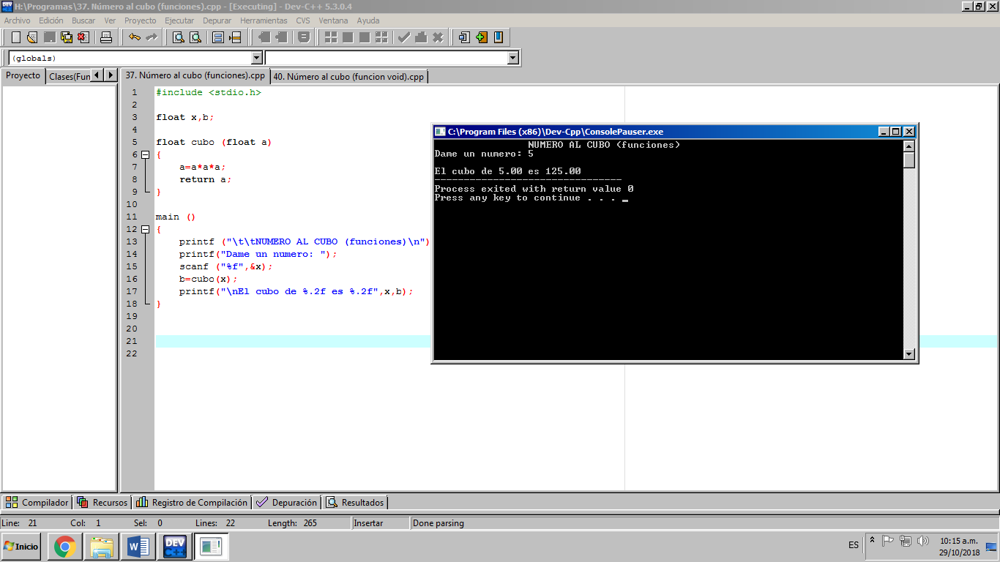 H:\Programas\37. Número al cubo (funciones).cpp - [Executing] - Dev-C++ 5.3.0.4
Archivo Edición Buscar Ver Proyecto Ejecutar Depurar Herramientas CVS Ventana Ayuda
(globals)
Proyecto Clases(Fun 37. Número al cubo (funciones).cpp 40. Número al cubo (funcion void).cpp
1 #include <stdio.h>
2
3 float x,b;
4
5 float cubo (float a)
6 {
7 a=a*a*a;
8 return a;
9 }
10
11 main ()
12 {
13 printf ("\t\tNUMERO AL CUBO (funciones)\n")
14 printf("Dame un numero: ");
15 scanf ("%f",&x);
16 b=cubo(x);
17 printf("\nEl cubo de %.2f es %.2f",x,b);
18 }
19
20
21
22
C:\Program Files (x86)\Dev-Cpp\ConsolePauser.exe
NUMERO AL CUBO (funciones)
Dame un numero: 5
El cubo de 5.00 es 125.00
--------------------------------
Process exited with return value 0
Press any key to continue . . . _
Compilador Recursos Registro de Compilación Depuración Resultados
Line: 21 Col: 1 Sel: 0 Lines: 22 Length: 265 Insertar Done parsing
Inicio W DEV C++ ES 10:15 a.m.
29/10/2018